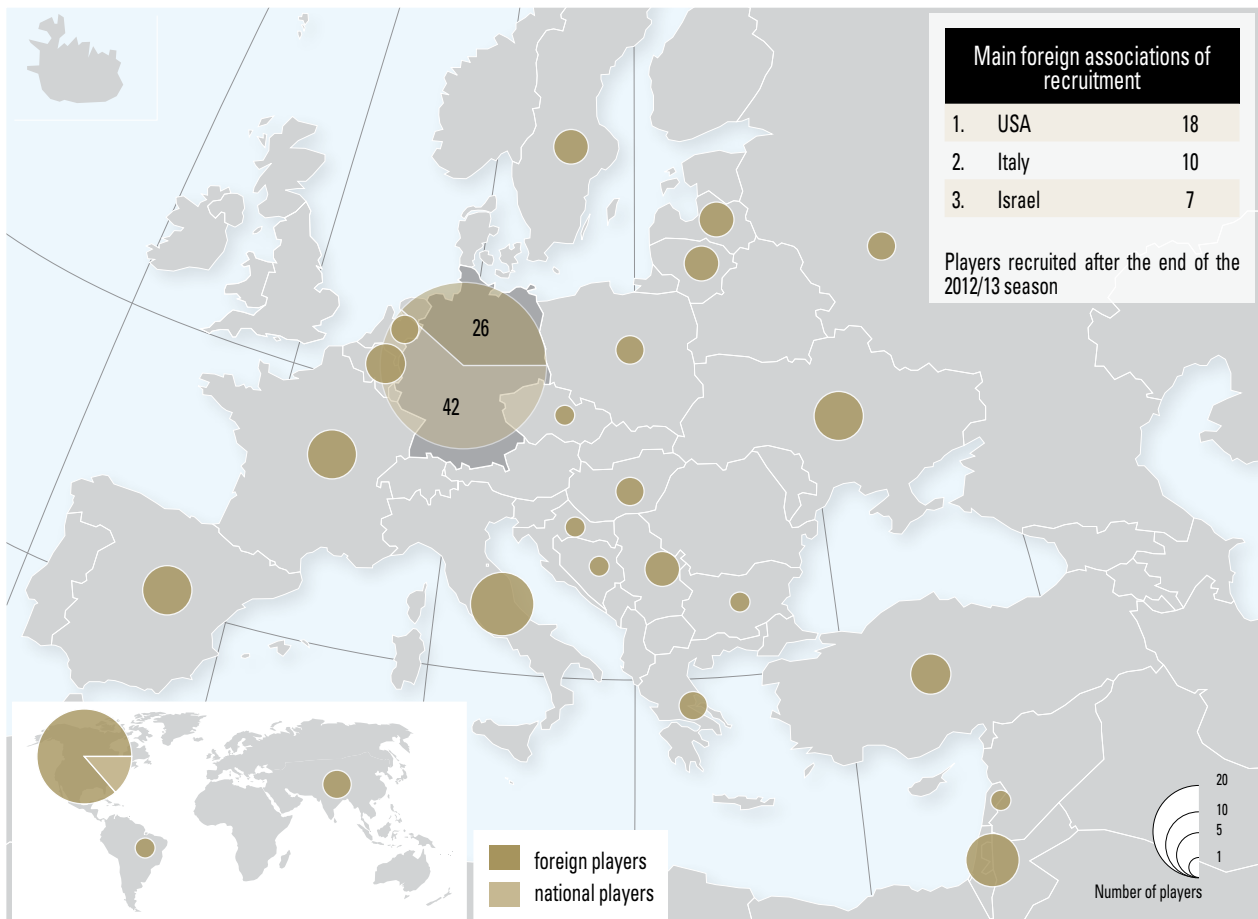 Main foreign associations of
recruitment
1. USA 18
2. Italy 10
3. Israel 7
Players recruited after the end of the
2012/13 season
26
42
foreign players
national players
20
10
5
1
Number of players